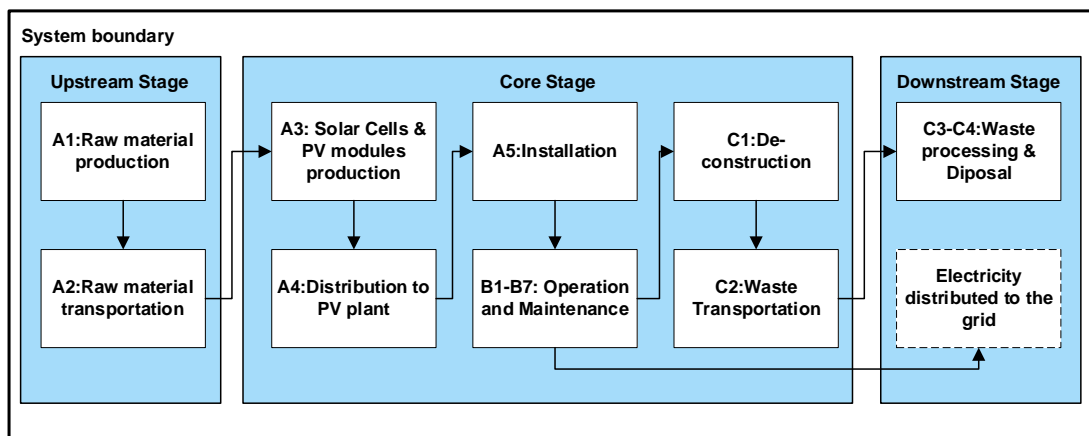 System boundary
Upstream Stage
Core Stage
Downstream Stage
A1:Raw material
production
A2:Raw material
transportation
A3: Solar Cells &
PV modules
production
A4:Distribution to
PV plant
A5:Installation
B1-B7: Operation
and Maintenance
C1:De-
construction
C2:Waste
Transportation
C3-C4:Waste
processing &
Diposal
Electricity
distributed to the
grid